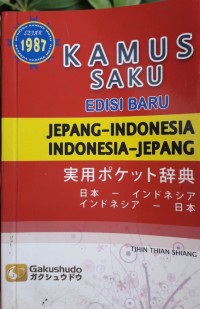 SEJAK
1987
KAMUS
SAKU
EDISI BARU
JEPANG-INDONESIA
INDONESIA-JEPANG
実用ポケット辞典
日本 － インドネシア
インドネシア － 日本
TJHIN THIAN SHIANG
Gakushudo
ガクシュウドウ